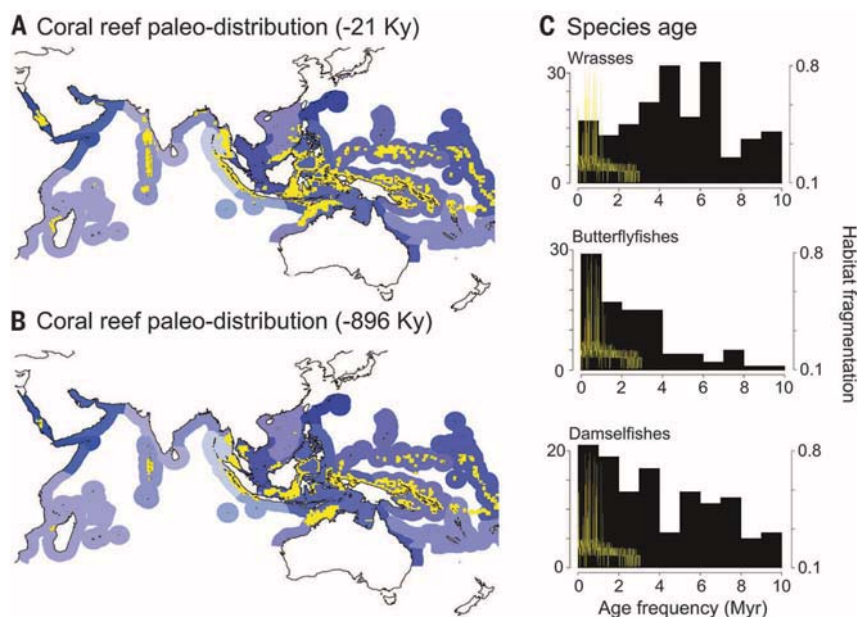 A Coral reef paleo-distribution (-21 Ky)
B Coral reef paleo-distribution (-896 Ky)
C Species age
Wrasses
30
0
0.8
0.1
0 2 4 6 8 10
Butterflyfishes
30
0
0.8
0.1
0 2 4 6 8 10
Damselfishes
20
0
0.8
0.1
0 2 4 6 8 10
Age frequency (Myr)
Habitat fragmentation